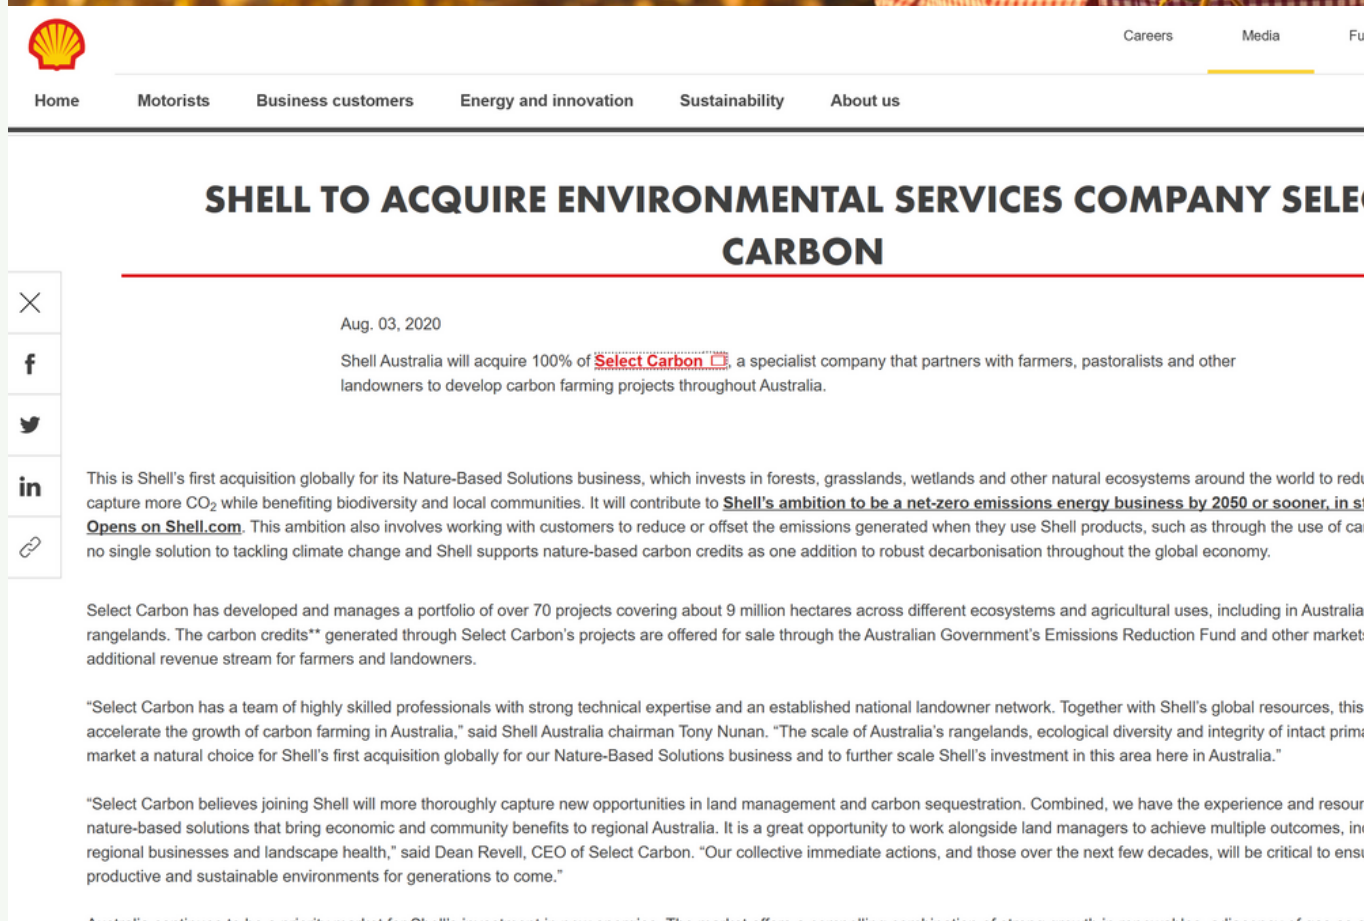 Careers Media Fu
Home Motorists Business customers Energy and innovation Sustainability About us
SHELL TO ACQUIRE ENVIRONMENTAL SERVICES COMPANY SELEC
CARBON
Aug. 03, 2020
Shell Australia will acquire 100% of Select Carbon, a specialist company that partners with farmers, pastoralists and other
landowners to develop carbon farming projects throughout Australia.
f
in
This is Shell’s first acquisition globally for its Nature-Based Solutions business, which invests in forests, grasslands, wetlands and other natural ecosystems around the world to redu
capture more CO₂ while benefiting biodiversity and local communities. It will contribute to Shell’s ambition to be a net-zero emissions energy business by 2050 or sooner, in s
Opens on Shell.com. This ambition also involves working with customers to reduce or offset the emissions generated when they use Shell products, such as through the use of ca
no single solution to tackling climate change and Shell supports nature-based carbon credits as one addition to robust decarbonisation throughout the global economy.
Select Carbon has developed and manages a portfolio of over 70 projects covering about 9 million hectares across different ecosystems and agricultural uses, including in Australia
rangelands. The carbon credits** generated through Select Carbon’s projects are offered for sale through the Australian Government’s Emissions Reduction Fund and other markets
additional revenue stream for farmers and landowners.
“Select Carbon has a team of highly skilled professionals with strong technical expertise and an established national landowner network. Together with Shell’s global resources, this
accelerate the growth of carbon farming in Australia,” said Shell Australia chairman Tony Nunan. “The scale of Australia’s rangelands, ecological diversity and integrity of intact prima
market a natural choice for Shell’s first acquisition globally for our Nature-Based Solutions business and to further scale Shell’s investment in this area here in Australia.”
“Select Carbon believes joining Shell will more thoroughly capture new opportunities in land management and carbon sequestration. Combined, we have the experience and resour
nature-based solutions that bring economic and community benefits to regional Australia. It is a great opportunity to work alongside land managers to achieve multiple outcomes, in
regional businesses and landscape health,” said Dean Revell, CEO of Select Carbon. “Our collective immediate actions, and those over the next few decades, will be critical to ensu
productive and sustainable environments for generations to come.”